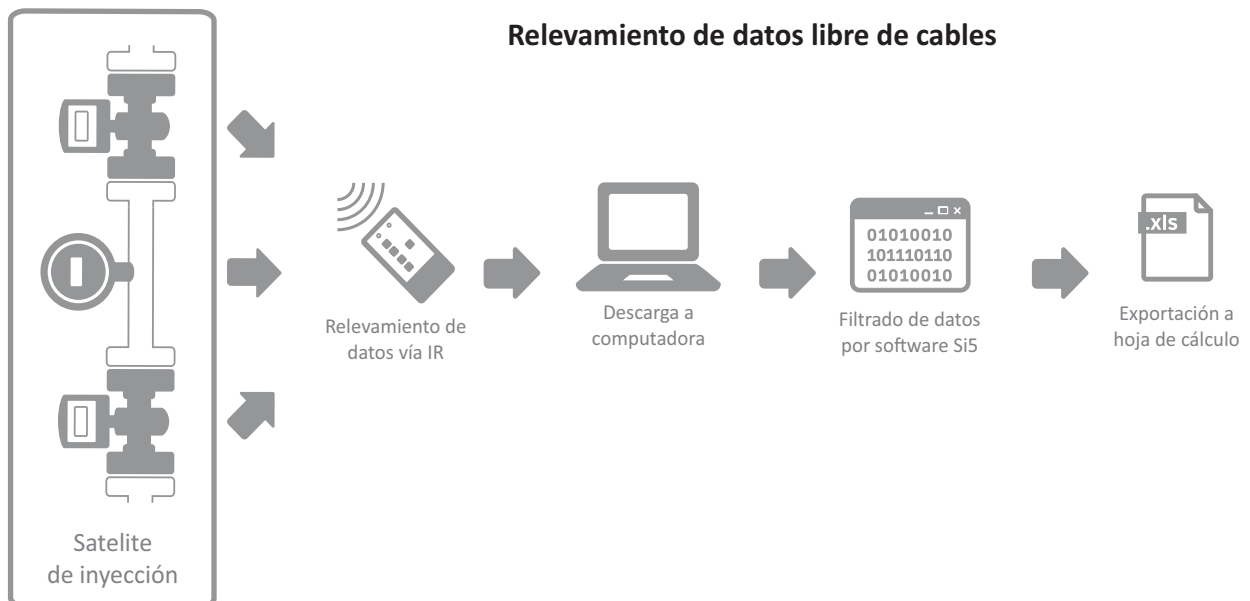 Relevamiento de datos libre de cables
Satelite
de inyección
Relevamiento de
datos vía IR
Descarga a
computadora
01010010
101110110
01010010
Filtrado de datos
por software Si5
.xls
Exportación a
hoja de cálculo